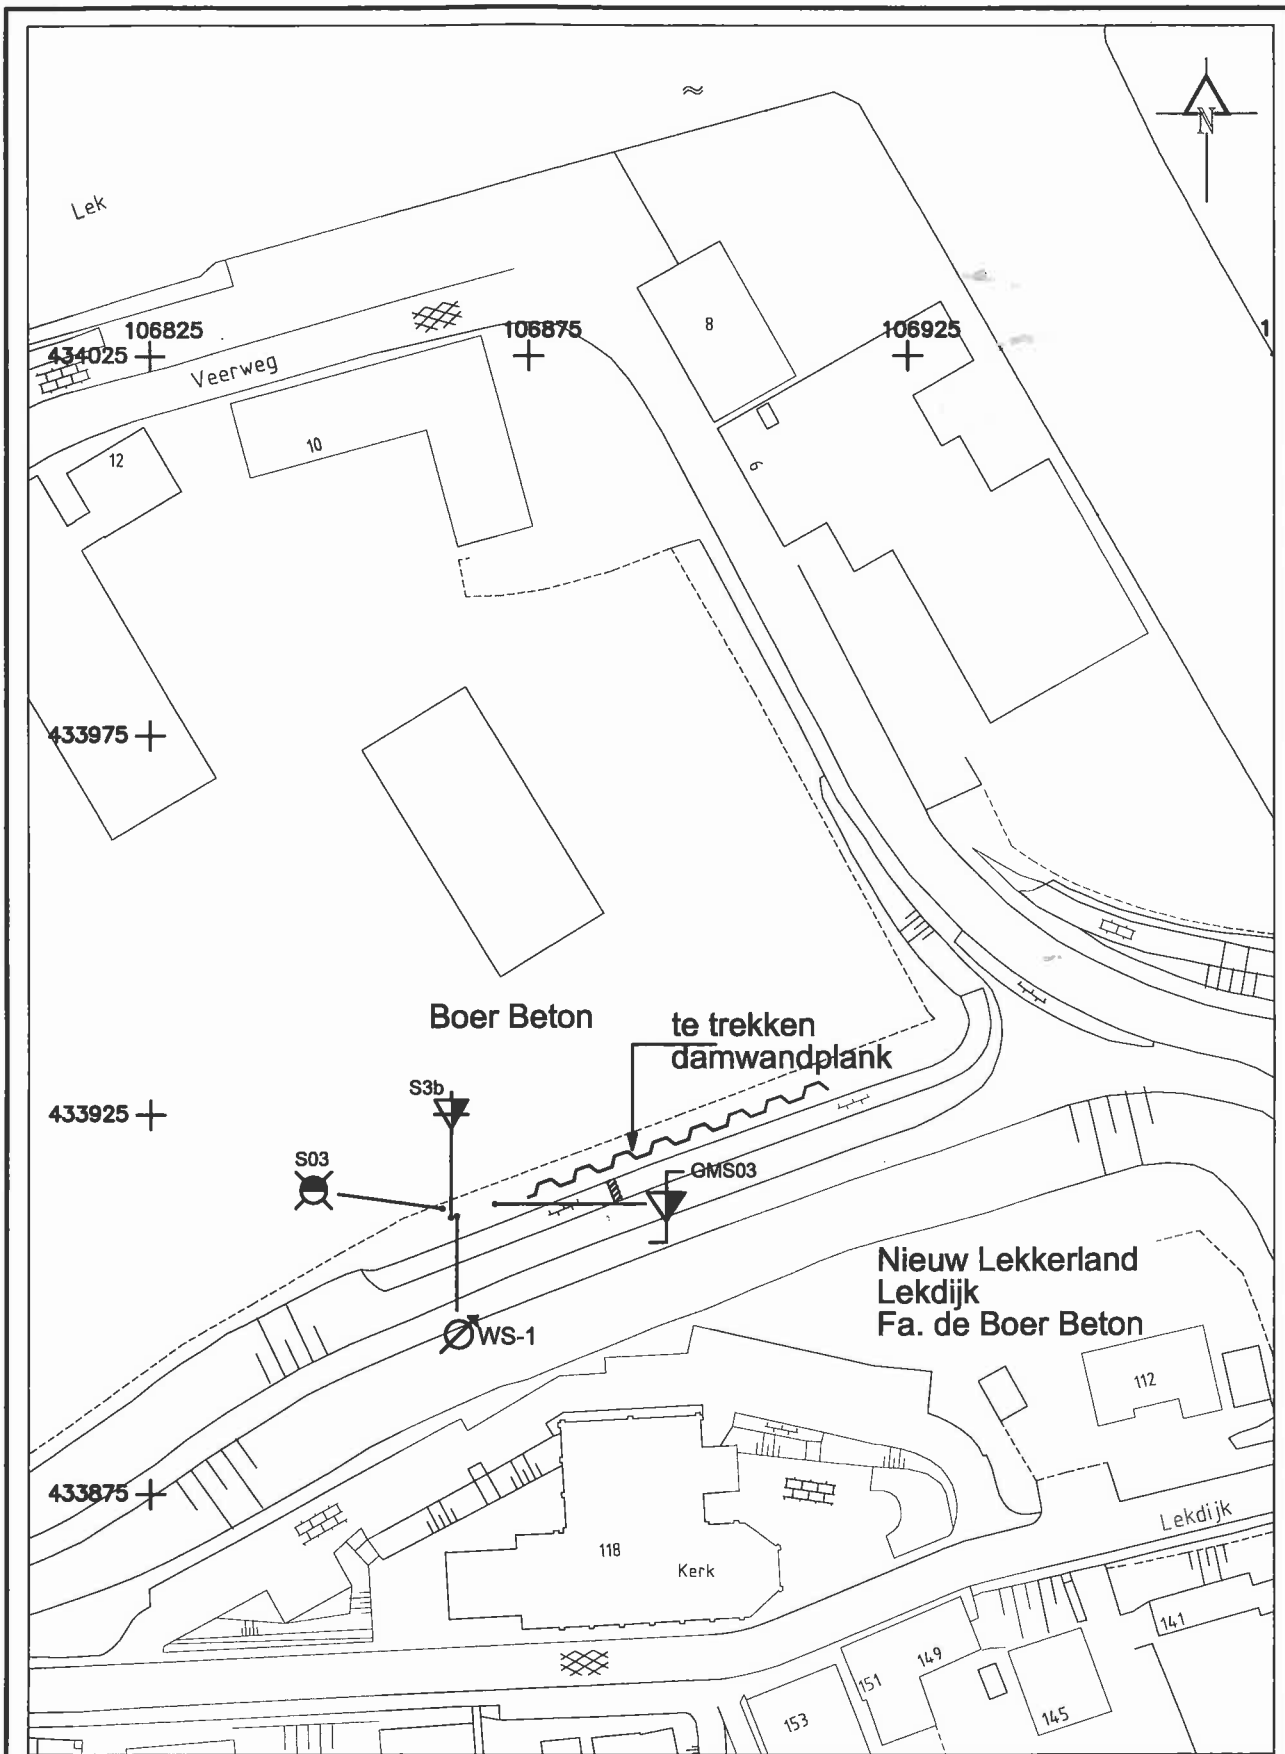 N
Lek
106825
106875
8
106925
1
434025
Veerweg
10
12
6
433975
Boer Beton
te trekken
damwandplank
S3b
433925
S03
GMS03
Nieuw Lekkerland
Lekdijk
Fa. de Boer Beton
WS-1
112
433875
Lekdijk
118
Kerk
141
149
151
145
153